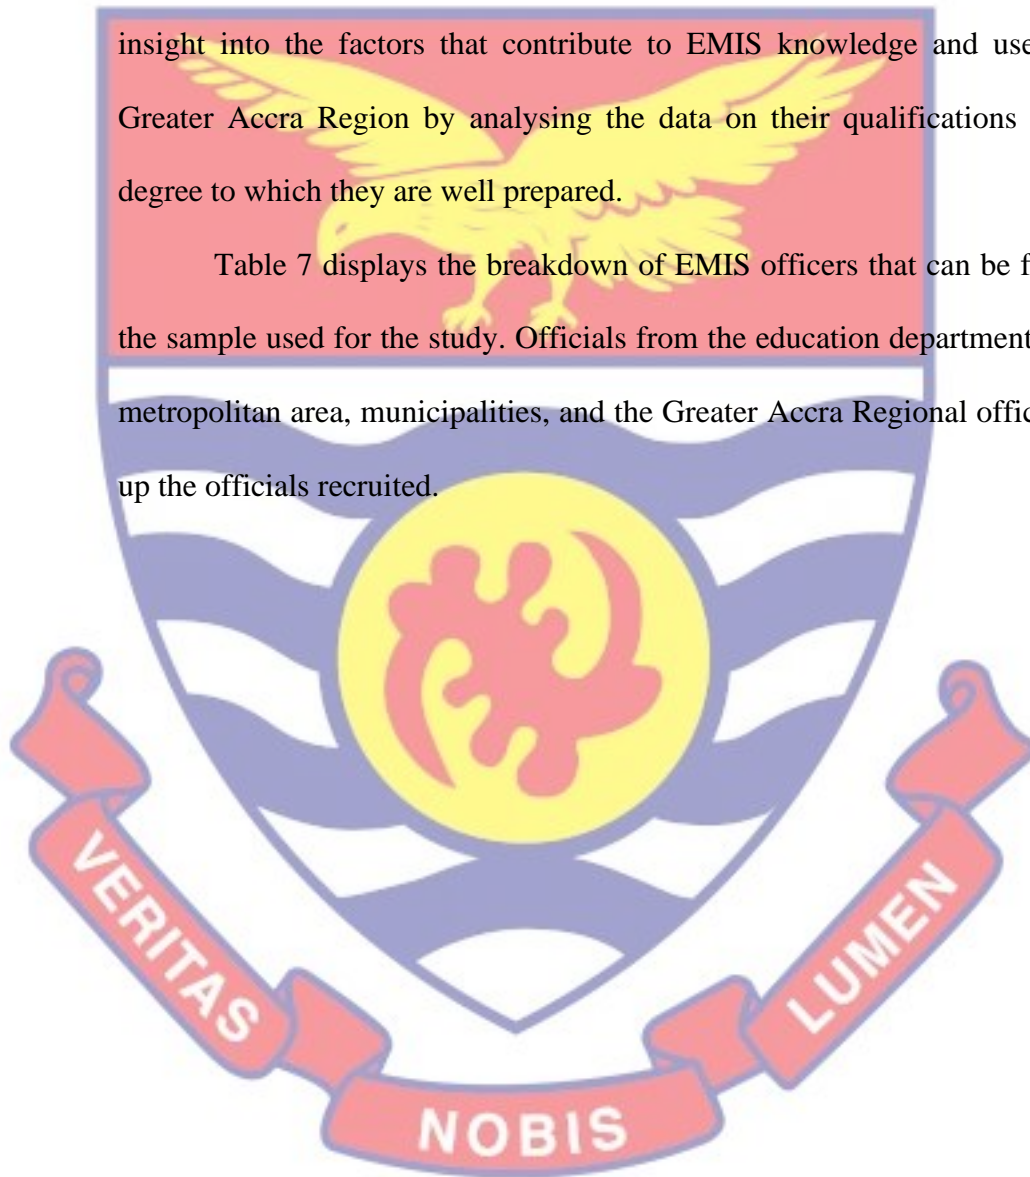 insight into the factors that contribute to EMIS knowledge and use
Greater Accra Region by analysing the data on their qualifications
degree to which they are well prepared.
Table 7 displays the breakdown of EMIS officers that can be f
the sample used for the study. Officials from the education department
metropolitan area, municipalities, and the Greater Accra Regional offic
up the officials recruited.
VERITAS
NOBIS
LUMEN